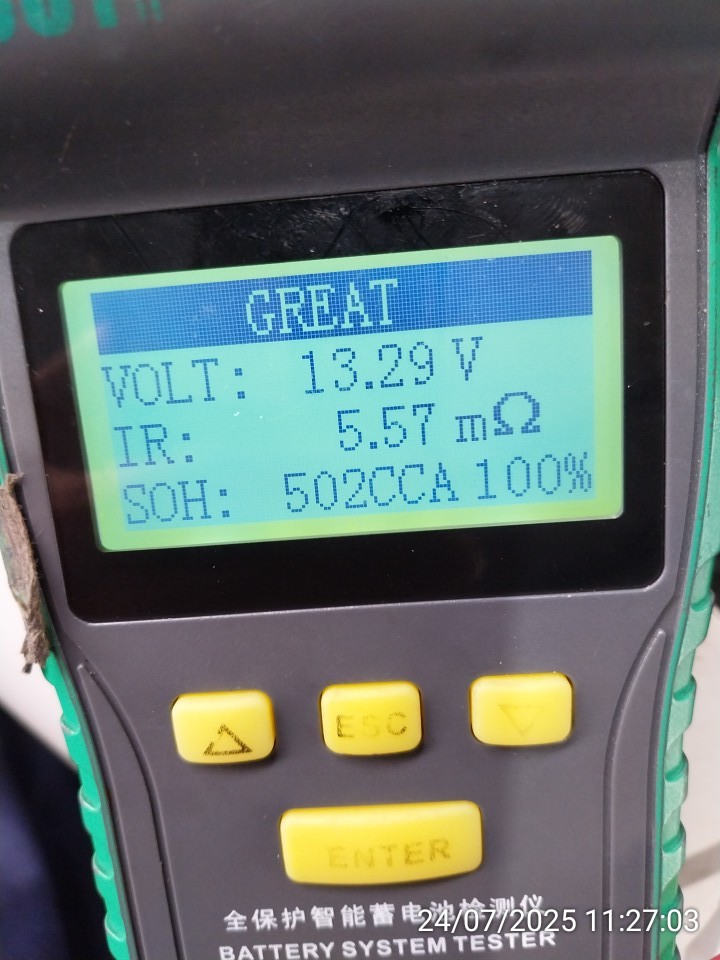 GREAT
VOLT: 13.29 V
IR: 5.57 mΩ
SOH: 502CCA 100%
ESC
ENTER
全保护智能蓄电池检测仪
24/07/2025 11:27:03
BATTERY SYSTEM TESTER